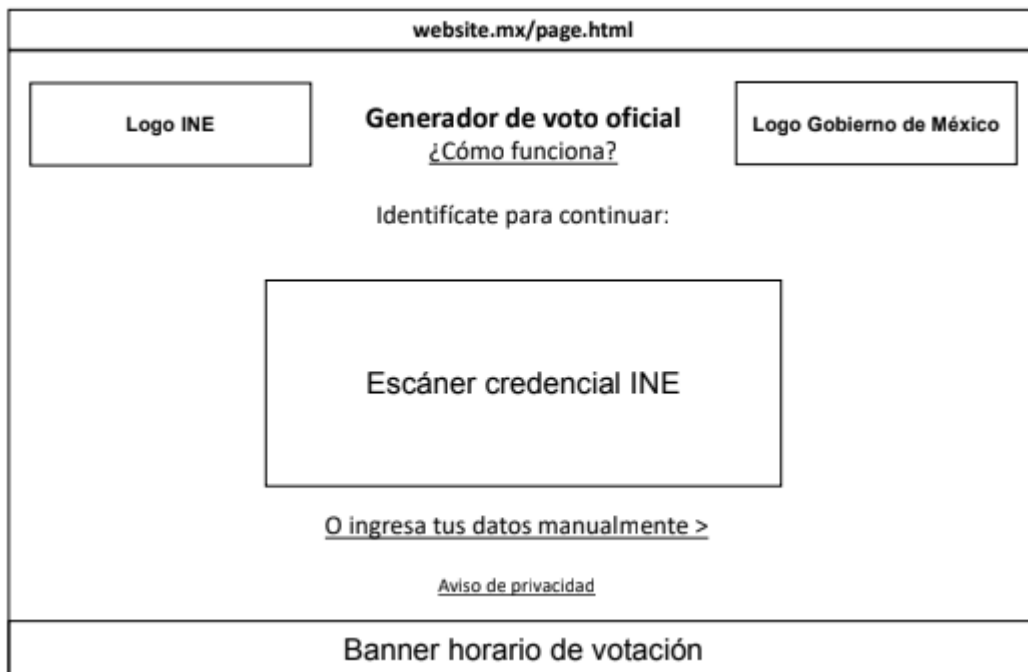 website.mx/page.html
Logo INE
Generador de voto oficial
¿Cómo funciona?
Logo Gobierno de México
Identifícate para continuar:
Escáner credencial INE
O ingresa tus datos manualmente >
Aviso de privacidad
Banner horario de votación